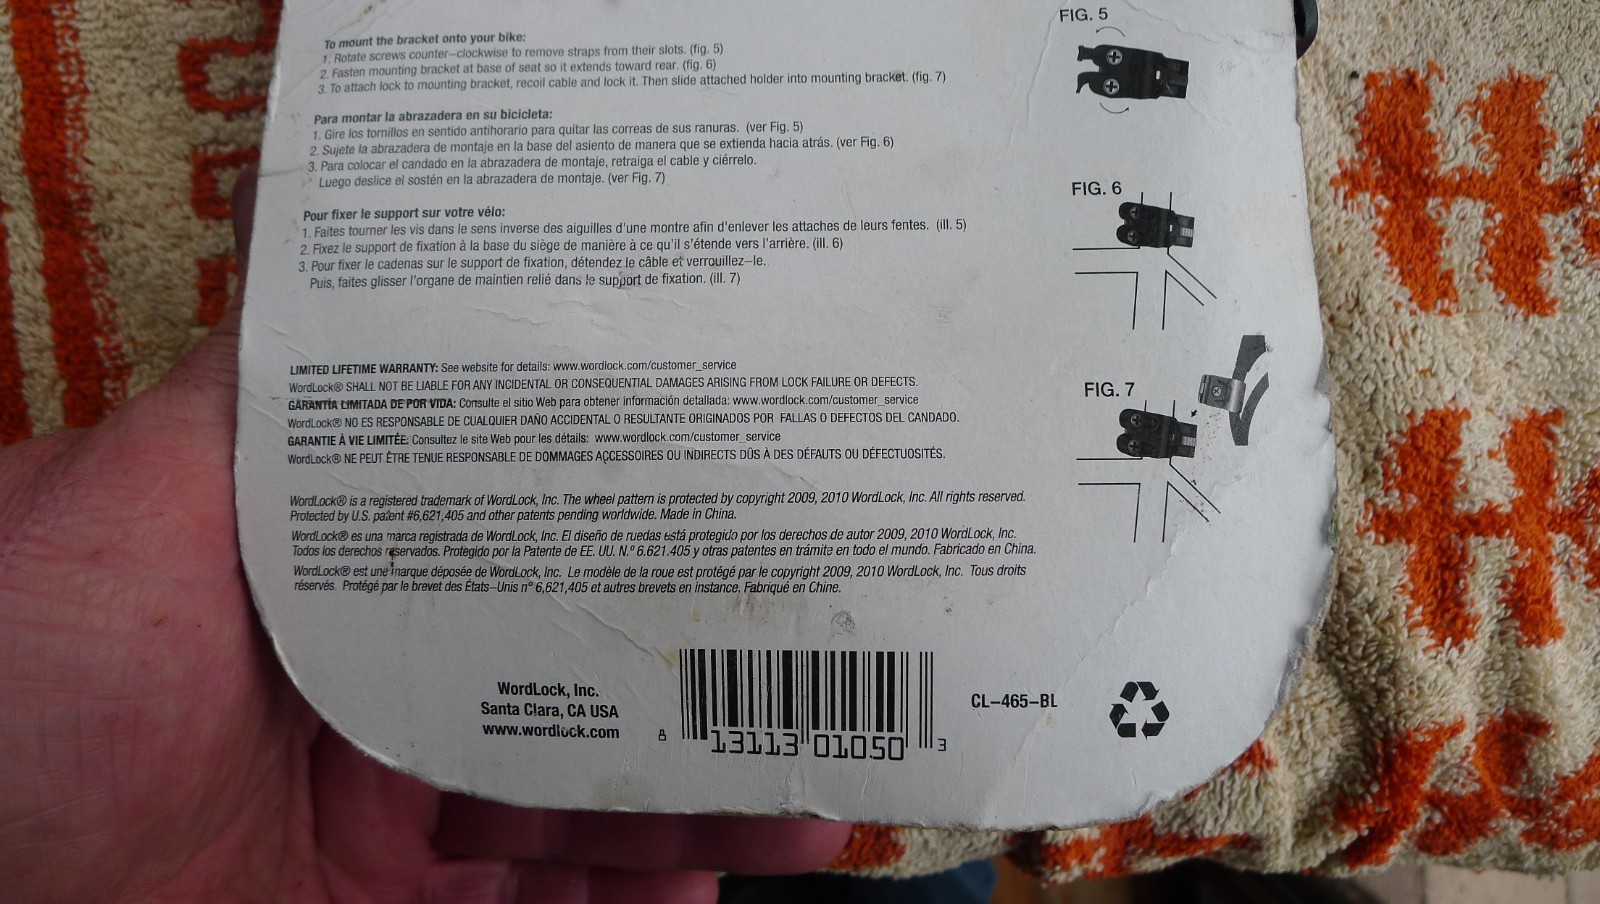 To mount the bracket onto your bike:
1. Rotate screws counter-clockwise to remove straps from their slots. (fig. 5)
2. Fasten mounting bracket at base of seat so it extends toward rear. (fig. 6)
3. To attach lock to mounting bracket, recoil cable and lock it. Then slide attached holder into mounting bracket. (fig. 7)
Para montar la abrazadera en su bicicleta:
1. Gire los tornillos en sentido antihorario para quitar las correas de sus ranuras. (ver Fig. 5)
2. Sujete la abrazadera de montaje en la base del asiento de manera que se extienda hacia atrás. (ver Fig. 6)
3. Para colocar el candado en la abrazadera de montaje, retraiga el cable y ciérrelo.
Luego deslice el sostén en la abrazadera de montaje. (ver Fig. 7)
Pour fixer le support sur votre vélo:
1. Faites tourner les vis dans le sens inverse des aiguilles d'une montre afin d'enlever les attaches de leurs fentes. (ill. 5)
2. Fixez le support de fixation à la base du siège de manière à ce qu'il s'étende vers l'arrière. (ill. 6)
3. Pour fixer le cadenas sur le support de fixation, détendez le câble et verrouillez-le.
Puis, faites glisser l'organe de maintien relié dans le support de fixation. (ill. 7)
FIG. 5
FIG. 6
FIG. 7
LIMITED LIFETIME WARRANTY: See website for details: www.wordlock.com/customer_service
WordLock® SHALL NOT BE LIABLE FOR ANY INCIDENTAL OR CONSEQUENTIAL DAMAGES ARISING FROM LOCK FAILURE OR DEFECTS.
GARANTÍA LIMITADA DE POR VIDA: Consulte el sitio Web para obtener información detallada: www.wordlock.com/customer_service
WordLock® NO ES RESPONSABLE DE CUALQUIER DAÑO ACCIDENTAL O RESULTANTE ORIGINADOS POR FALLAS O DEFECTOS DEL CANDADO.
GARANTIE À VIE LIMITÉE: Consultez le site Web pour les détails: www.wordlock.com/customer_service
WordLock® NE PEUT ÊTRE TENUE RESPONSABLE DE DOMMAGES ACCESSOIRES OU INDIRECTS DÛS À DES DÉFAUTS OU DÉFECTUOSITÉS.
WordLock® is a registered trademark of WordLock, Inc. The wheel pattern is protected by copyright 2009, 2010 WordLock, Inc. All rights reserved.
Protected by U.S. patent #6,621,405 and other patents pending worldwide. Made in China.
WordLock® es una marca registrada de WordLock, Inc. El diseño de ruedas está protegido por los derechos de autor 2009, 2010 WordLock, Inc.
Todos los derechos reservados. Protegido por la Patente de EE. UU. N.º 6.621.405 y otras patentes en trámite en todo el mundo. Fabricado en China.
WordLock® est une marque déposée de WordLock, Inc. Le modèle de la roue est protégé par le copyright 2009, 2010 WordLock, Inc. Tous droits
réservés. Protégé par le brevet des États-Unis n° 6,621,405 et autres brevets en instance. Fabriqué en Chine.
WordLock, Inc.
Santa Clara, CA USA
www.wordlock.com
8 13113 01050 3
CL-465-BL